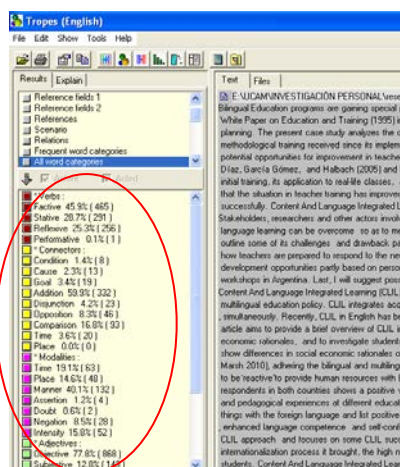 Tropes (English)
File Edit Show Tools Help
Results Explain
Reference fields 1
Reference fields 2
References
Scenario
Relations
Frequent word categories
All word categories
* Verbs :
Factive 45.9% ( 465 )
Stative 28.7% ( 291 )
Reflexive 25.3% ( 256 )
Performative 0.1% ( 1 )
* Connectors :
Condition 1.4% ( 8 )
Cause 2.3% ( 13 )
Goal 3.4% ( 19 )
Addition 59.9% ( 332 )
Disjunction 4.2% ( 23 )
Opposition 8.3% ( 46 )
Comparison 16.8% ( 93 )
Time 3.6% ( 20 )
Place 0.0% ( 0 )
* Modalities :
Time 19.1% ( 63 )
Place 14.6% ( 48 )
Manner 40.1% ( 132 )
Assertion 1.2% ( 4 )
Doubt 0.6% ( 2 )
Negation 8.5% ( 28 )
Intensity 15.8% ( 52 )
* Adjectives :
Objective 77.8% ( 868 )
Subjective 12.8%
Text Files
E:\UCAM\INVESTIGACIÓN PERSONAL\
Bilingual Education programs are gaining special
White Paper on Education and Training (1995) i
planning. The present case study analyzes the
methodological training received since its implem
potential opportunities for improvement in teache
Díaz, García Gómez, and Halbach (2005) and
initial training, its application to real-life classes,
that the situation in teacher training has improve
successfully. Content And Language Integrated L
Stakeholders, researchers and other actors involv
language learning can be overcome so as to me
outline some of its challenges and drawback pa
how teachers are prepared to respond to the ne
development opportunities partly based on perso
workshops in Argentina. Last, I will suggest poss
Content And Language Integrated Learning (CLIL
multilingual education policy. CLIL integrates ac
, simultaneously. Recently, CLIL in English has be
article aims to provide a brief overview of CLIL i
economic rationales, and to investigate students
show differences in social economic rationales o
Marsh 2010), adhering the bilingual and multiling
to be 'reactive'to provide human resources with
respondents in both countries shows a positive
and pedagogical experiences of different educat
things with the foreign language and list positive
, enhanced language competence and self-confi
CLIL approach and focuses on some CLIL succ
internationalization process it brought, the high n
students. Content And Language Integrated Lea